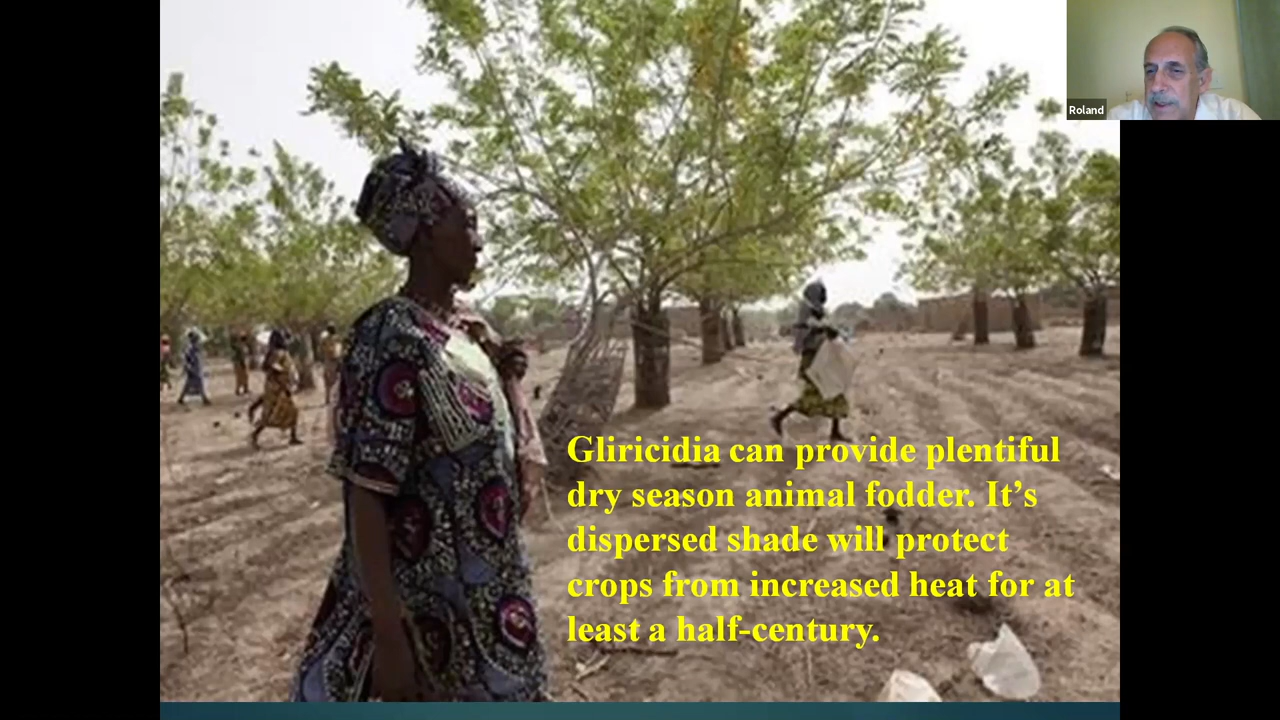 Roland
Gliricidia can provide plentiful
dry season animal fodder. It's
dispersed shade will protect
crops from increased heat for at
least a half-century.